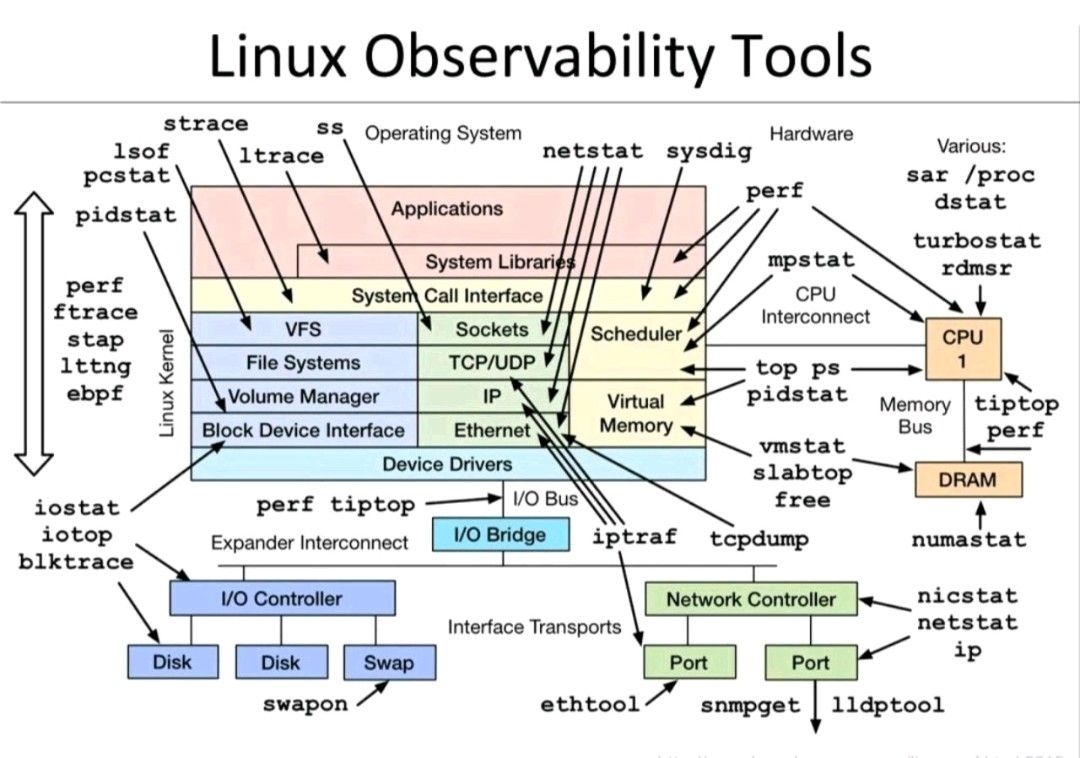 Linux Observability Tools
strace
ss
Operating System
Hardware
lsof
ltrace
netstat
sysdig
Various:
pcstat
sar /proc
dstat
perf
pidstat
Applications
turbostat
rdmsr
mpstat
System Libraries
perf
ftrace
stap
lttng
ebpf
System Call Interface
CPU
Interconnect
Linux Kernel
VFS
Sockets
Scheduler
CPU
1
File Systems
TCP/UDP
top ps
pidstat
Volume Manager
IP
Virtual
Memory
Memory
Bus
tiptop
perf
Block Device Interface
Ethernet
vmstat
slabtop
free
Device Drivers
DRAM
iostat
iotop
blktrace
perf tiptop
I/O Bus
I/O Bridge
iptraf
tcpdump
numastat
Expander Interconnect
I/O Controller
Network Controller
nicstat
netstat
ip
Interface Transports
Disk
Disk
Swap
Port
Port
swapon
ethtool
snmpget
lldptool